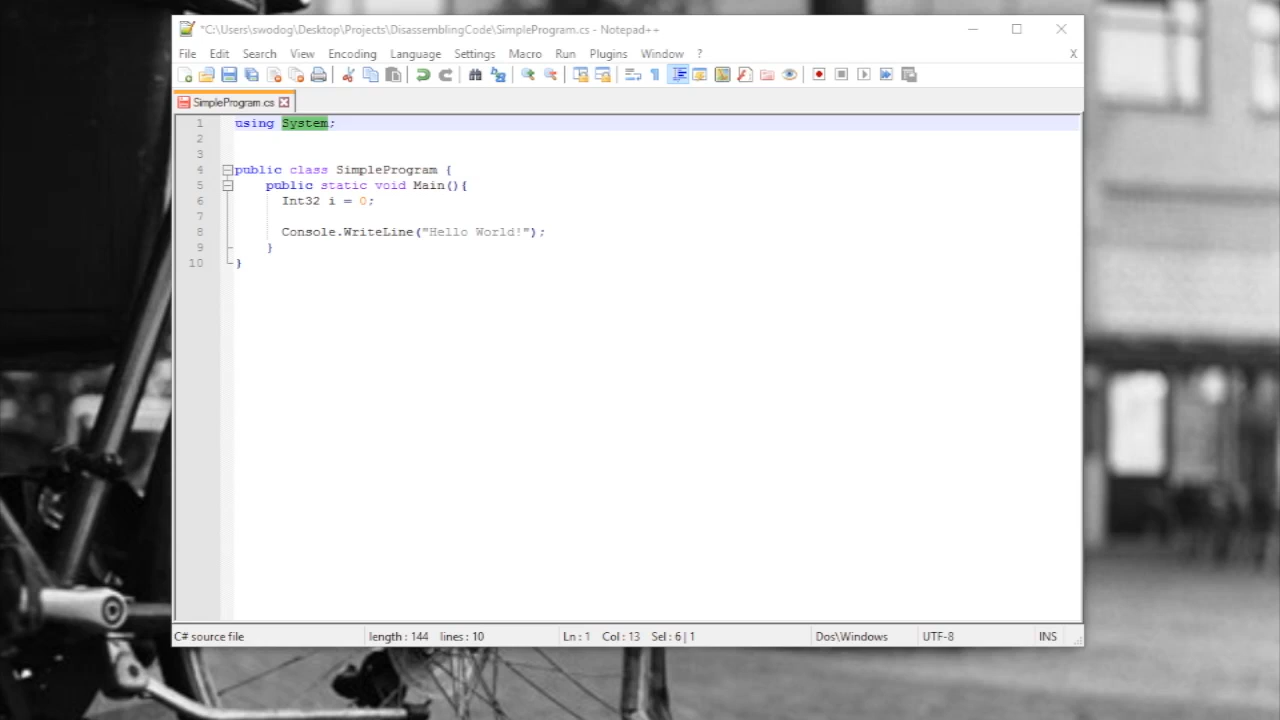 *C:\Users\swodog\Desktop\Projects\DisassemblingCode\SimpleProgram.cs - Notepad++
File Edit Search View Encoding Language Settings Macro Run Plugins Window ? X
SimpleProgram.cs
1 using System;
2
3
4 public class SimpleProgram {
5 public static void Main(){
6 Int32 i = 0;
7
8 Console.WriteLine("Hello World!");
9 }
10 }
C# source file length : 144 lines : 10 Ln : 1 Col : 13 Sel : 6 | 1 Dos\Windows UTF-8 INS